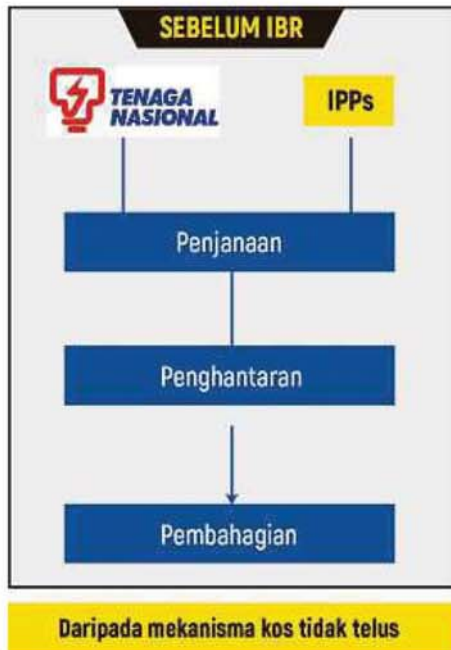 SEBELUM IBR
TENAGA
NASIONAL
IPPs
Penjanaan
Penghantaran
Pembahagian
Daripada mekanisma kos tidak telus